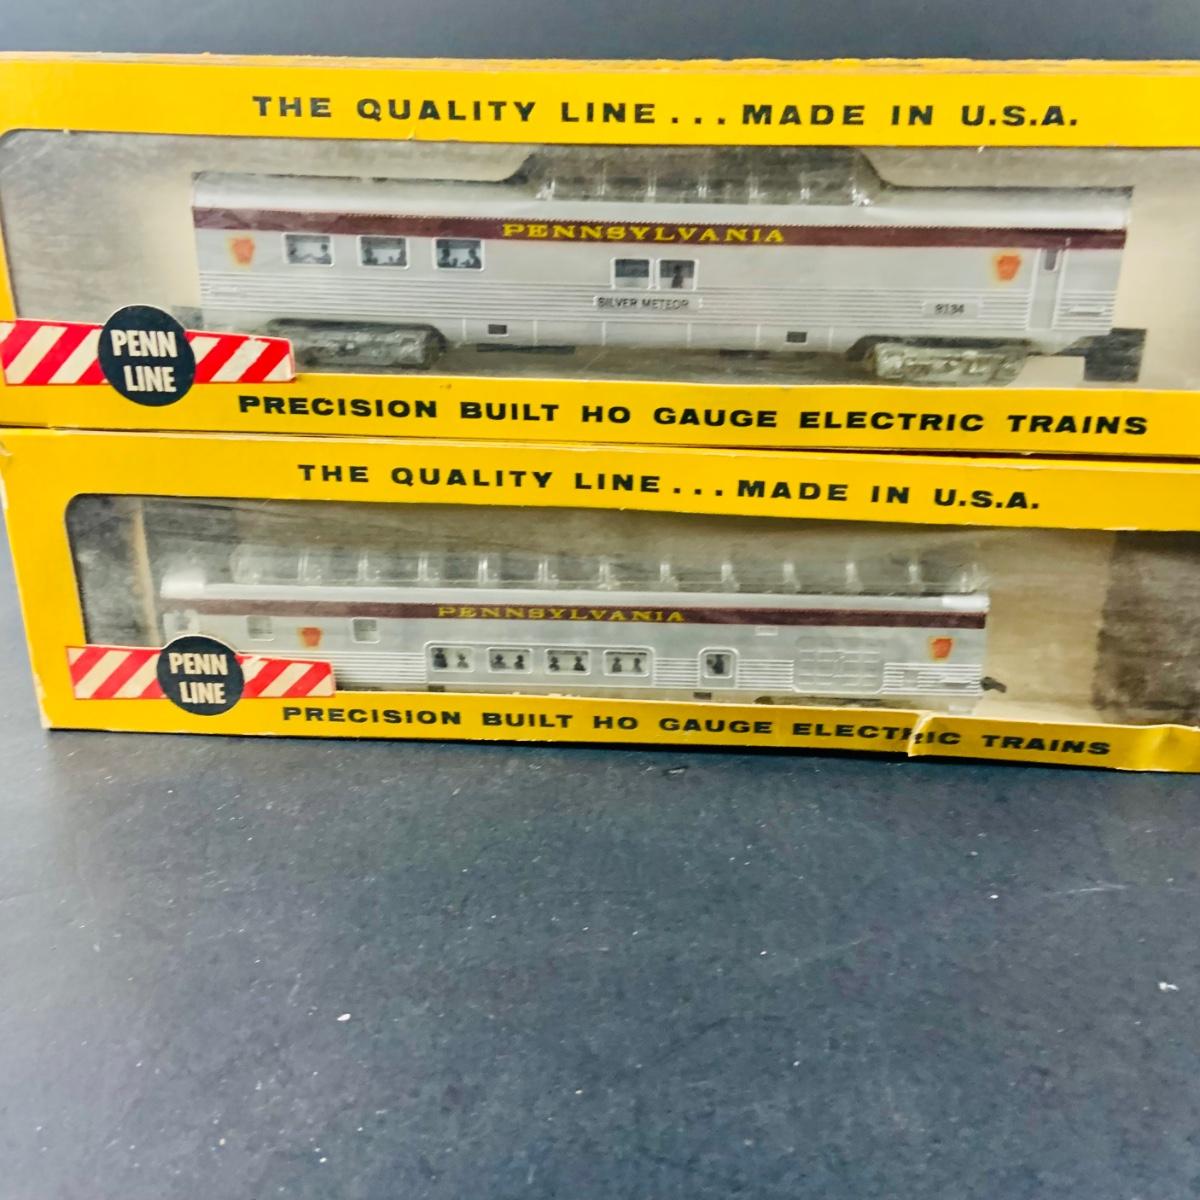 THE QUALITY LINE... MADE IN U.S.A.
PENNSYLVANIA
SILVER METEOR
9134
PENN
LINE
PRECISION BUILT HO GAUGE ELECTRIC TRAINS
THE QUALITY LINE... MADE IN U.S.A.
PENNSYLVANIA
PENN
LINE
PRECISION BUILT HO GAUGE ELECTRIC TRAINS